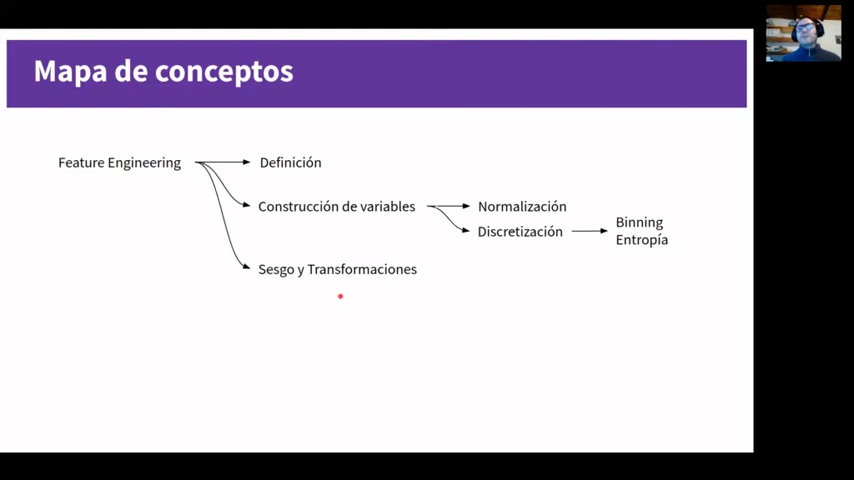 Mapa de conceptos
Feature Engineering
Definición
Construcción de variables
Normalización
Discretización
Binning
Entropía
Sesgo y Transformaciones